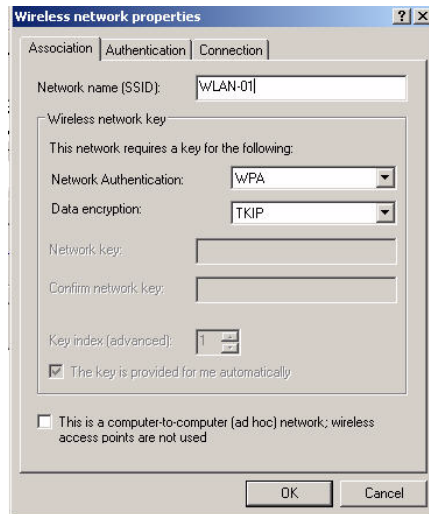 Wireless network properties
? X
Association Authentication Connection
Network name (SSID): WLAN-01
Wireless network key
This network requires a key for the following:
Network Authentication: WPA
Data encryption: TKIP
Network key:
Confirm network key:
Key index (advanced): 1
The key is provided for me automatically
This is a computer-to-computer (ad hoc) network; wireless
access points are not used
OK Cancel